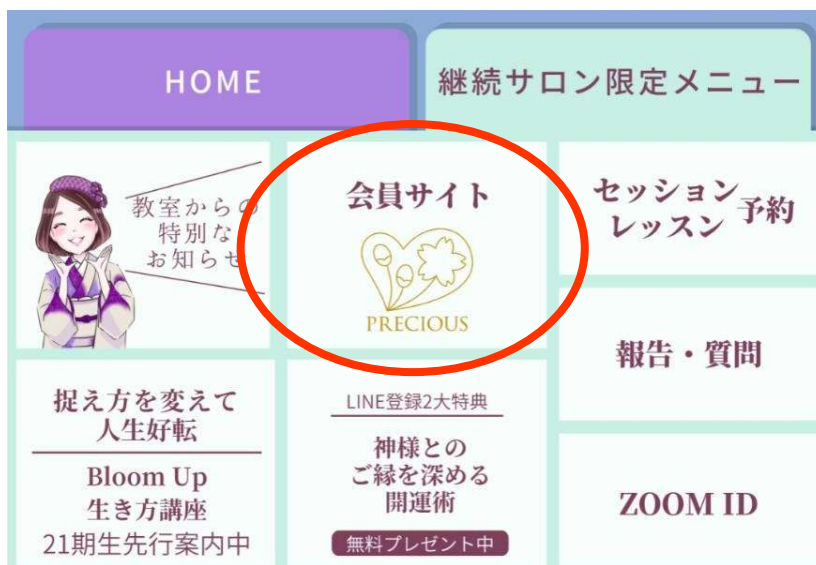 HOME
継続サロン限定メニュー
教室からの
特別な
お知らせ
会員サイト
PRECIOUS
セッション
レッスン
予約
報告・質問
捉え方を変えて
人生好転
Bloom Up
生き方講座
21期生先行案内中
LINE登録2大特典
神様との
ご縁を深める
開運術
無料プレゼント中
ZOOM ID